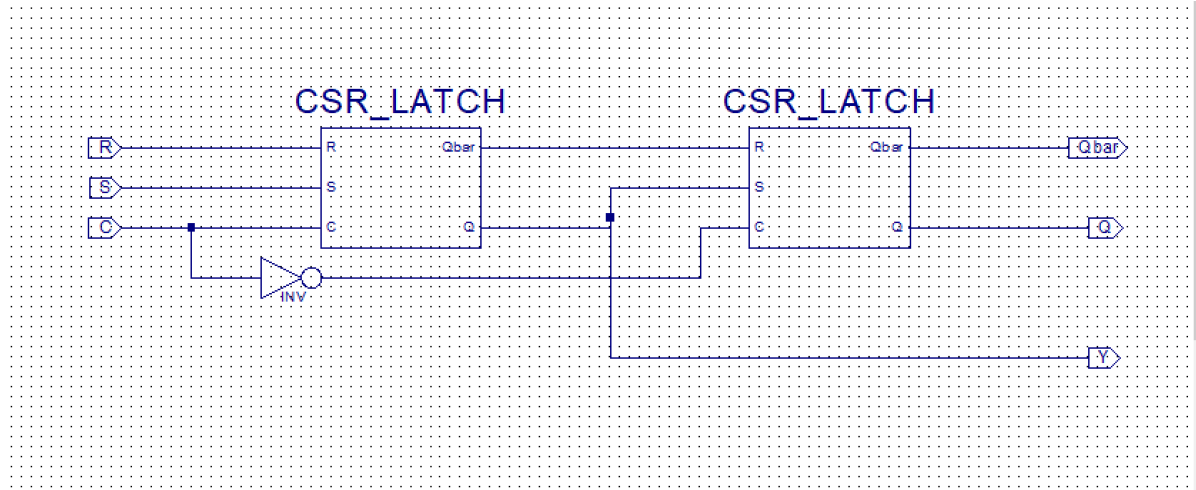 CSR_LATCH CSR_LATCH
R R Qbar R Qbar Qbar
S S S
C C Q C Q Q
INV
Y